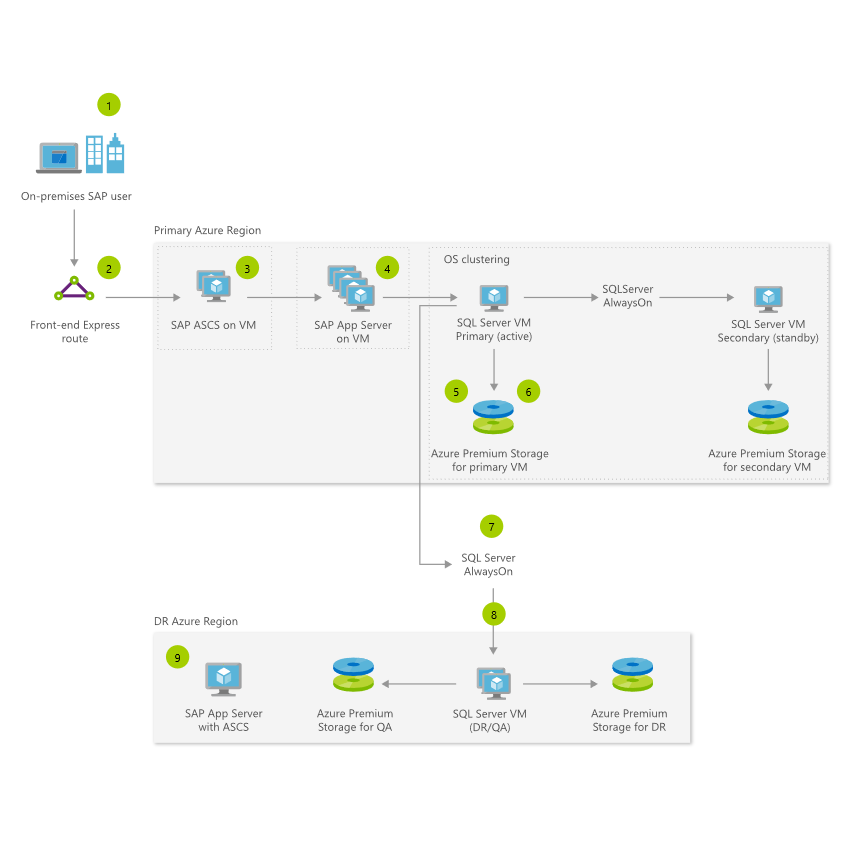 1
On-premises SAP user
Primary Azure Region
2
Front-end Express
route
3
SAP ASCS on VM
4
SAP App Server
on VM
OS clustering
SQL Server VM
Primary (active)
SQLServer
AlwaysOn
SQL Server VM
Secondary (standby)
5
6
Azure Premium Storage
for primary VM
Azure Premium Storage
for secondary VM
7
SQL Server
AlwaysOn
8
DR Azure Region
9
SAP App Server
with ASCS
Azure Premium
Storage for QA
SQL Server VM
(DR/QA)
Azure Premium
Storage for DR